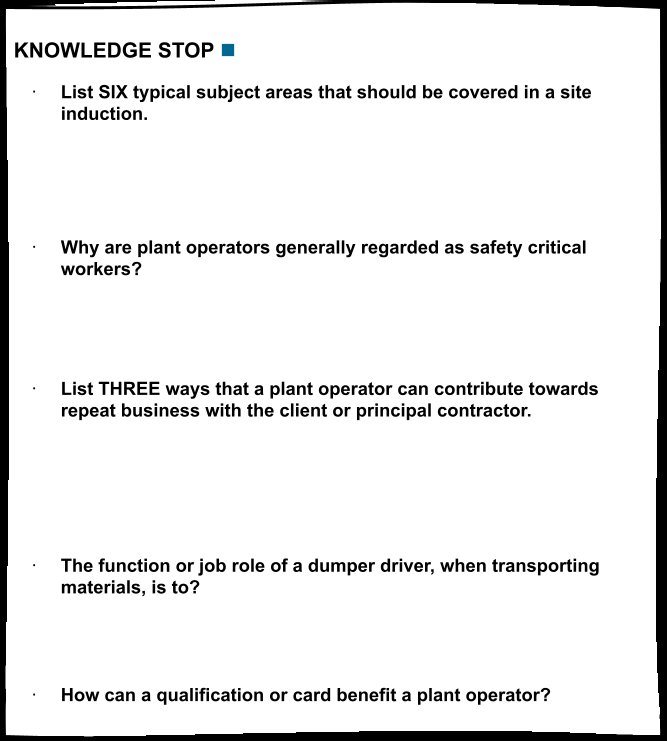 KNOWLEDGE STOP ■
· List SIX typical subject areas that should be covered in a site
induction.
· Why are plant operators generally regarded as safety critical
workers?
· List THREE ways that a plant operator can contribute towards
repeat business with the client or principal contractor.
· The function or job role of a dumper driver, when transporting
materials, is to?
· How can a qualification or card benefit a plant operator?